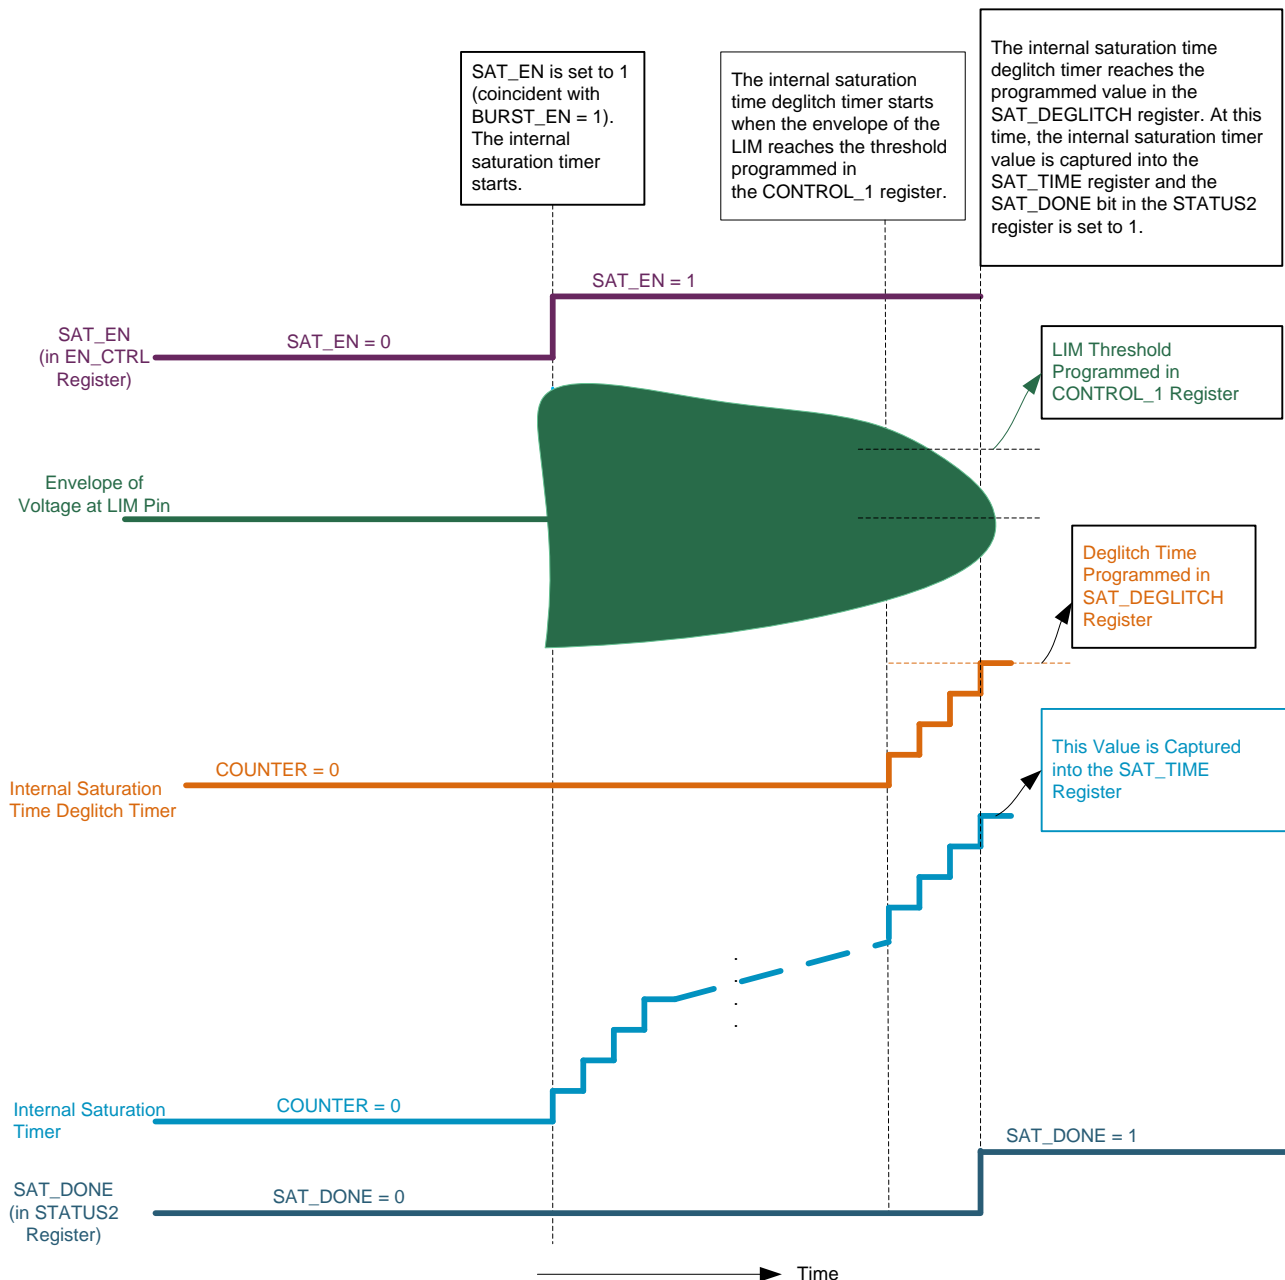 SAT_EN is set to 1
(coincident with
BURST_EN = 1).
The internal
saturation timer
starts.
The internal saturation
time deglitch timer starts
when the envelope of the
LIM reaches the threshold
programmed in
the CONTROL_1 register.
The internal saturation time
deglitch timer reaches the
programmed value in the
SAT_DEGLITCH register. At this
time, the internal saturation timer
value is captured into the
SAT_TIME register and the
SAT_DONE bit in the STATUS2
register is set to 1.
SAT_EN = 1
SAT_EN
(in EN_CTRL
Register)
SAT_EN = 0
LIM Threshold
Programmed in
CONTROL_1 Register
Envelope of
Voltage at LIM Pin
Deglitch Time
Programmed in
SAT_DEGLITCH
Register
COUNTER = 0
Internal Saturation
Time Deglitch Timer
This Value is Captured
into the SAT_TIME
Register
COUNTER = 0
Internal Saturation
Timer
SAT_DONE = 1
SAT_DONE
(in STATUS2
Register)
SAT_DONE = 0
Time